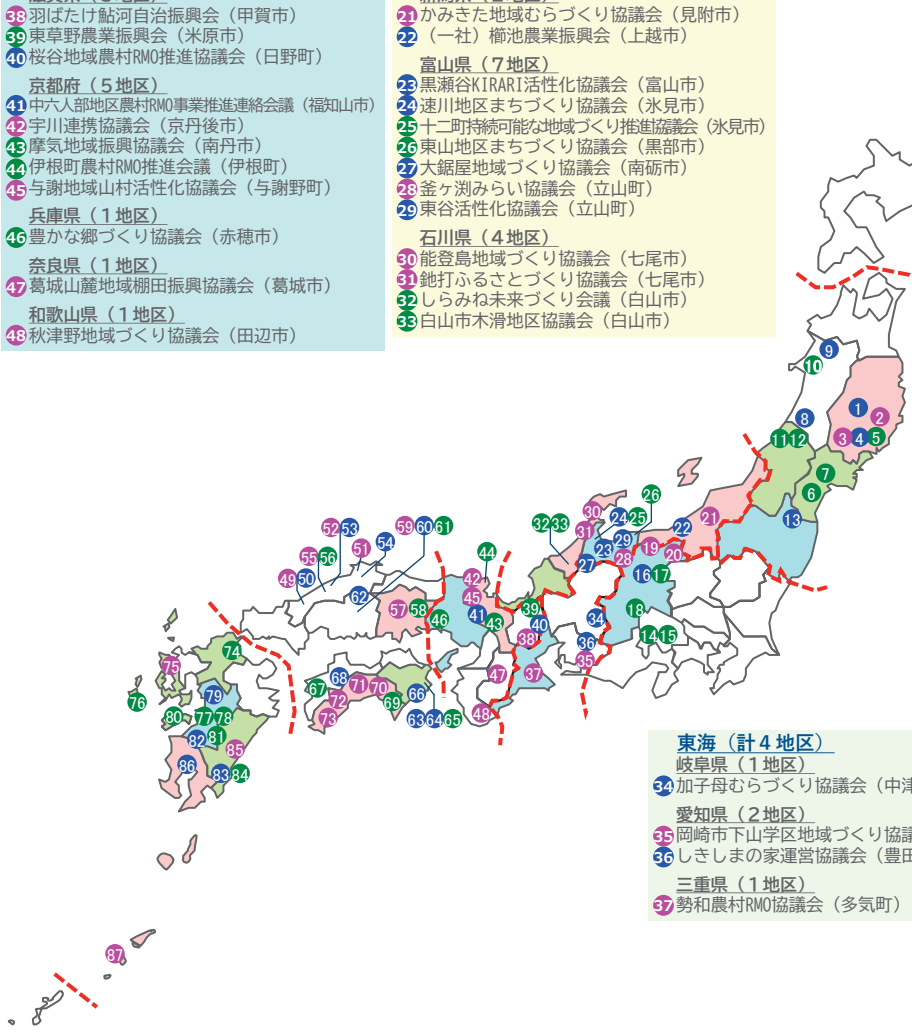 38羽ばたけ鮎河自治振興会（甲賀市）
39東草野農業振興会（米原市）
40桜谷地域農村RMO推進協議会（日野町）
京都府（５地区）
41中六人部地区農村RMO事業推進連絡会議（福知山市）
42宇川連携協議会（京丹後市）
43摩気地域振興協議会（南丹市）
44伊根町農村RMO推進会議（伊根町）
45与謝地域山村活性化協議会（与謝野町）
兵庫県（１地区）
46豊かな郷づくり協議会（赤穂市）
奈良県（１地区）
47葛城山麓地域棚田振興協議会（葛城市）
和歌山県（１地区）
48秋津野地域づくり協議会（田辺市）
21かみきた地域むらづくり協議会（見附市）
22（一社）櫛池農業振興会（上越市）
富山県（７地区）
23黒瀬谷KIRARI活性化協議会（富山市）
24速川地区まちづくり協議会（氷見市）
25十二町持続可能な地域づくり推進協議会（氷見市）
26東山地区まちづくり協議会（黒部市）
27大鋸屋地域づくり協議会（南砺市）
28釜ヶ渕みらい協議会（立山町）
29東谷活性化協議会（立山町）
石川県（４地区）
30能登島地域づくり協議会（七尾市）
31釶打ふるさとづくり協議会（七尾市）
32しらみね未来づくり会議（白山市）
33白山市木滑地区協議会（白山市）
9
10
1
8
2
11 12
3 4 5
7
6
13
26
30
24 25
21
22
52 53
59 60 61
32 33
31
29
19
54
51
23
28
20
55 56
44
27
16 17
49 50
42
62
45
57 58
39
18
46
41
43
40
34
14 15
38
36
74
75
35
68
47
37
67
71 70
79
66
76
72
69
80
77 78
73
63 64 65
48
82
81
85
86
83 84
87
東海（計４地区）
岐阜県（１地区）
34加子母むらづくり協議会（中津
愛知県（２地区）
35岡崎市下山学区地域づくり協議
36しきしまの家運営協議会（豊田
三重県（１地区）
37勢和農村RMO協議会（多気町）